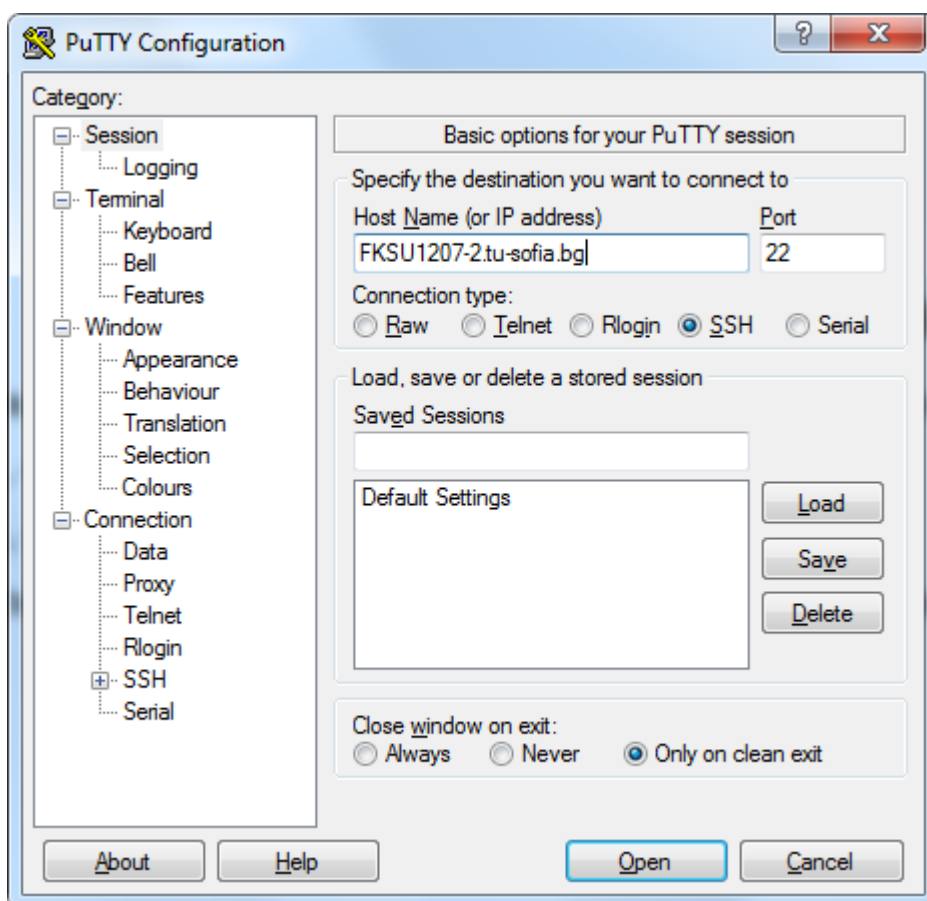 PuTTY Configuration
?
X
Category:
Session
Logging
Terminal
Keyboard
Bell
Features
Window
Appearance
Behaviour
Translation
Selection
Colours
Connection
Data
Proxy
Telnet
Rlogin
SSH
Serial
Basic options for your PuTTY session
Specify the destination you want to connect to
Host Name (or IP address) Port
FKSU1207-2.tu-sofia.bg 22
Connection type:
Raw Telnet Rlogin SSH Serial
Load, save or delete a stored session
Saved Sessions
Default Settings
Load
Save
Delete
Close window on exit:
Always Never Only on clean exit
About Help Open Cancel